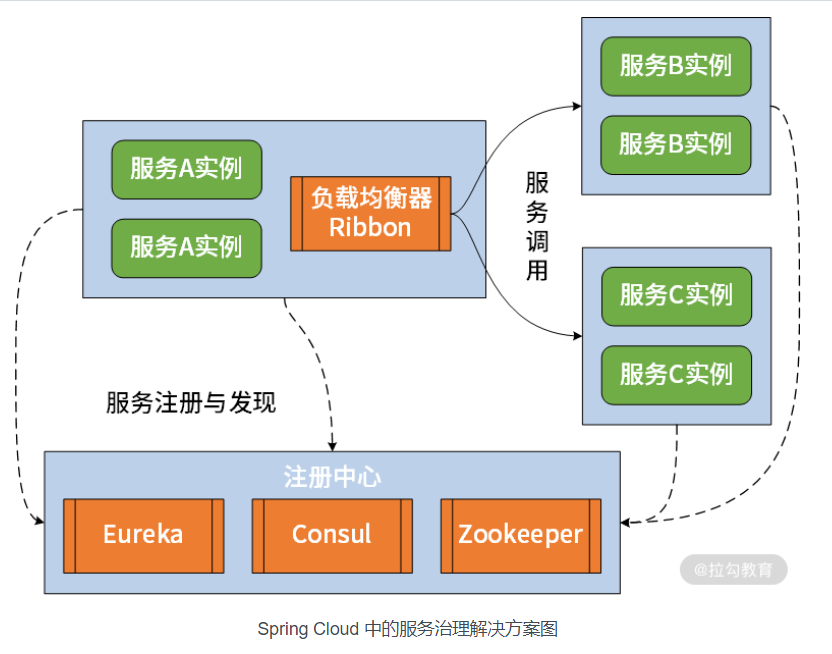 服务A实例
服务A实例
负载均衡器
Ribbon
服务调用
服务B实例
服务B实例
服务C实例
服务C实例
服务注册与发现
注册中心
Eureka
Consul
Zookeeper
@拉勾教育
Spring Cloud 中的服务治理解决方案图